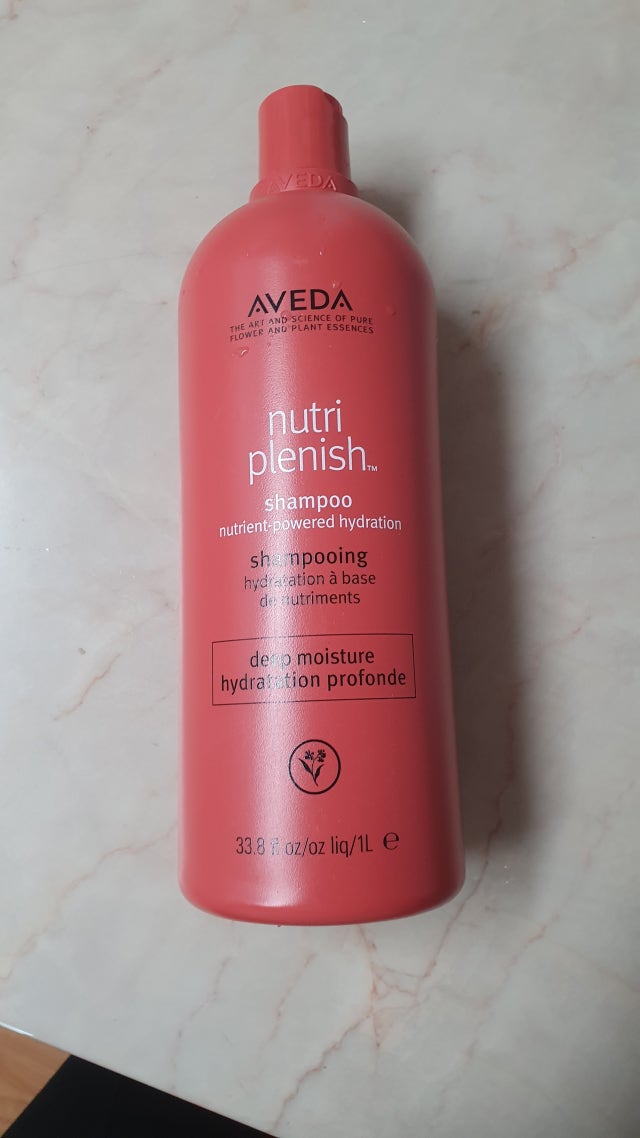 AVEDA
AVEDA
THE ART AND SCIENCE OF PURE
FLOWER AND PLANT ESSENCES
nutri
plenish™
shampoo
nutrient-powered hydration
shampooing
hydratation à base
de nutriments
deep moisture
hydratation profonde
33.8 fl oz/oz liq/1L ℮